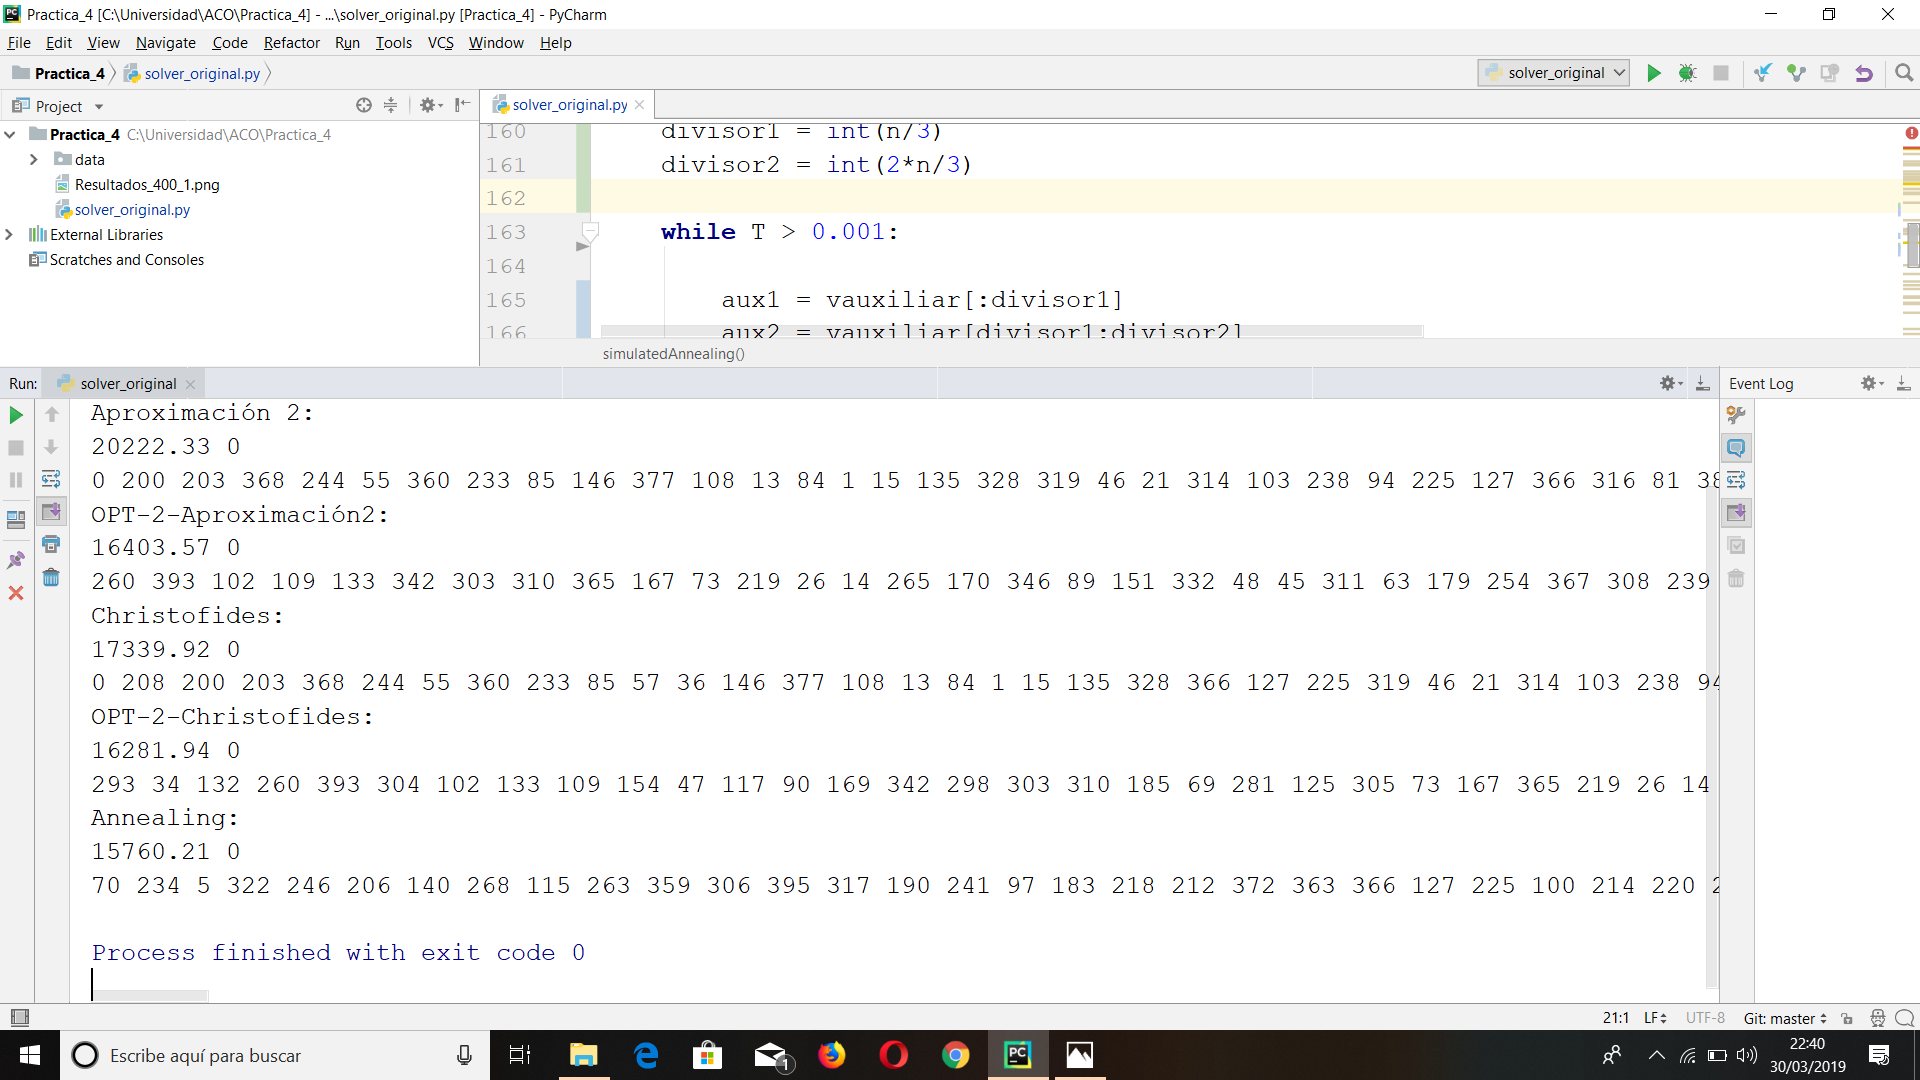 Practica_4 [C:\Universidad\ACO\Practica_4] - ...\solver_original.py [Practica_4] - PyCharm
File Edit View Navigate Code Refactor Run Tools VCS Window Help
Practica_4 solver_original.py
solver_original
Project
solver_original.py
Practica_4 C:\Universidad\ACO\Practica_4
data
Resultados_400_1.png
solver_original.py
External Libraries
Scratches and Consoles
160 divisor1 = int(n/3)
161 divisor2 = int(2*n/3)
162
163 while T > 0.001:
164
165 aux1 = vauxiliar[:divisor1]
166 aux2 = vauxiliar[divisor1:divisor2]
simulatedAnnealing()
Run: solver_original
Event Log
Aproximación 2:
20222.33 0
0 200 203 368 244 55 360 233 85 146 377 108 13 84 1 15 135 328 319 46 21 314 103 238 94 225 127 366 316 81
OPT-2-Aproximación2:
16403.57 0
260 393 102 109 133 342 303 310 365 167 73 219 26 14 265 170 346 89 151 332 48 45 311 63 179 254 367 308 239
Christofides:
17339.92 0
0 208 200 203 368 244 55 360 233 85 57 36 146 377 108 13 84 1 15 135 328 366 127 225 319 46 21 314 103 238 94
OPT-2-Christofides:
16281.94 0
293 34 132 260 393 304 102 133 109 154 47 117 90 169 342 298 303 310 185 69 281 125 305 73 167 365 219 26 14
Annealing:
15760.21 0
70 234 5 322 246 206 140 268 115 263 359 306 395 317 190 241 97 183 218 212 372 363 366 127 225 100 214 220
Process finished with exit code 0
21:1 LF UTF-8 Git: master
Escribe aquí para buscar
1
PC
22:40
30/03/2019